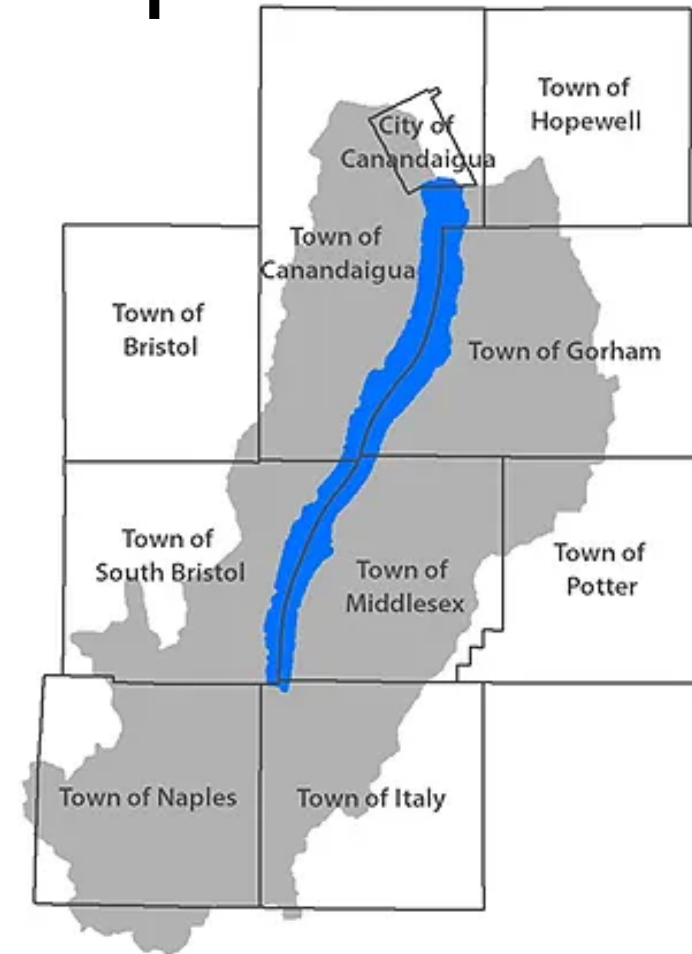 Town of
Hopewell
City of
Canandaigua
Town of
Canandaigua
Town of
Bristol
Town of Gorham
Town of
South Bristol
Town of
Middlesex
Town of
Potter
Town of Naples
Town of Italy